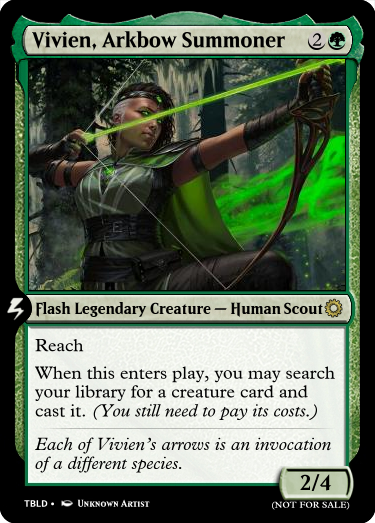 Vivien, Arkbow Summoner 2
Flash Legendary Creature — Human Scout
Reach
When this enters play, you may search
your library for a creature card and
cast it. (You still need to pay its costs.)
Each of Vivien's arrows is an invocation
of a different species.
2/4
TBLD • Unknown Artist
(NOT FOR SALE)